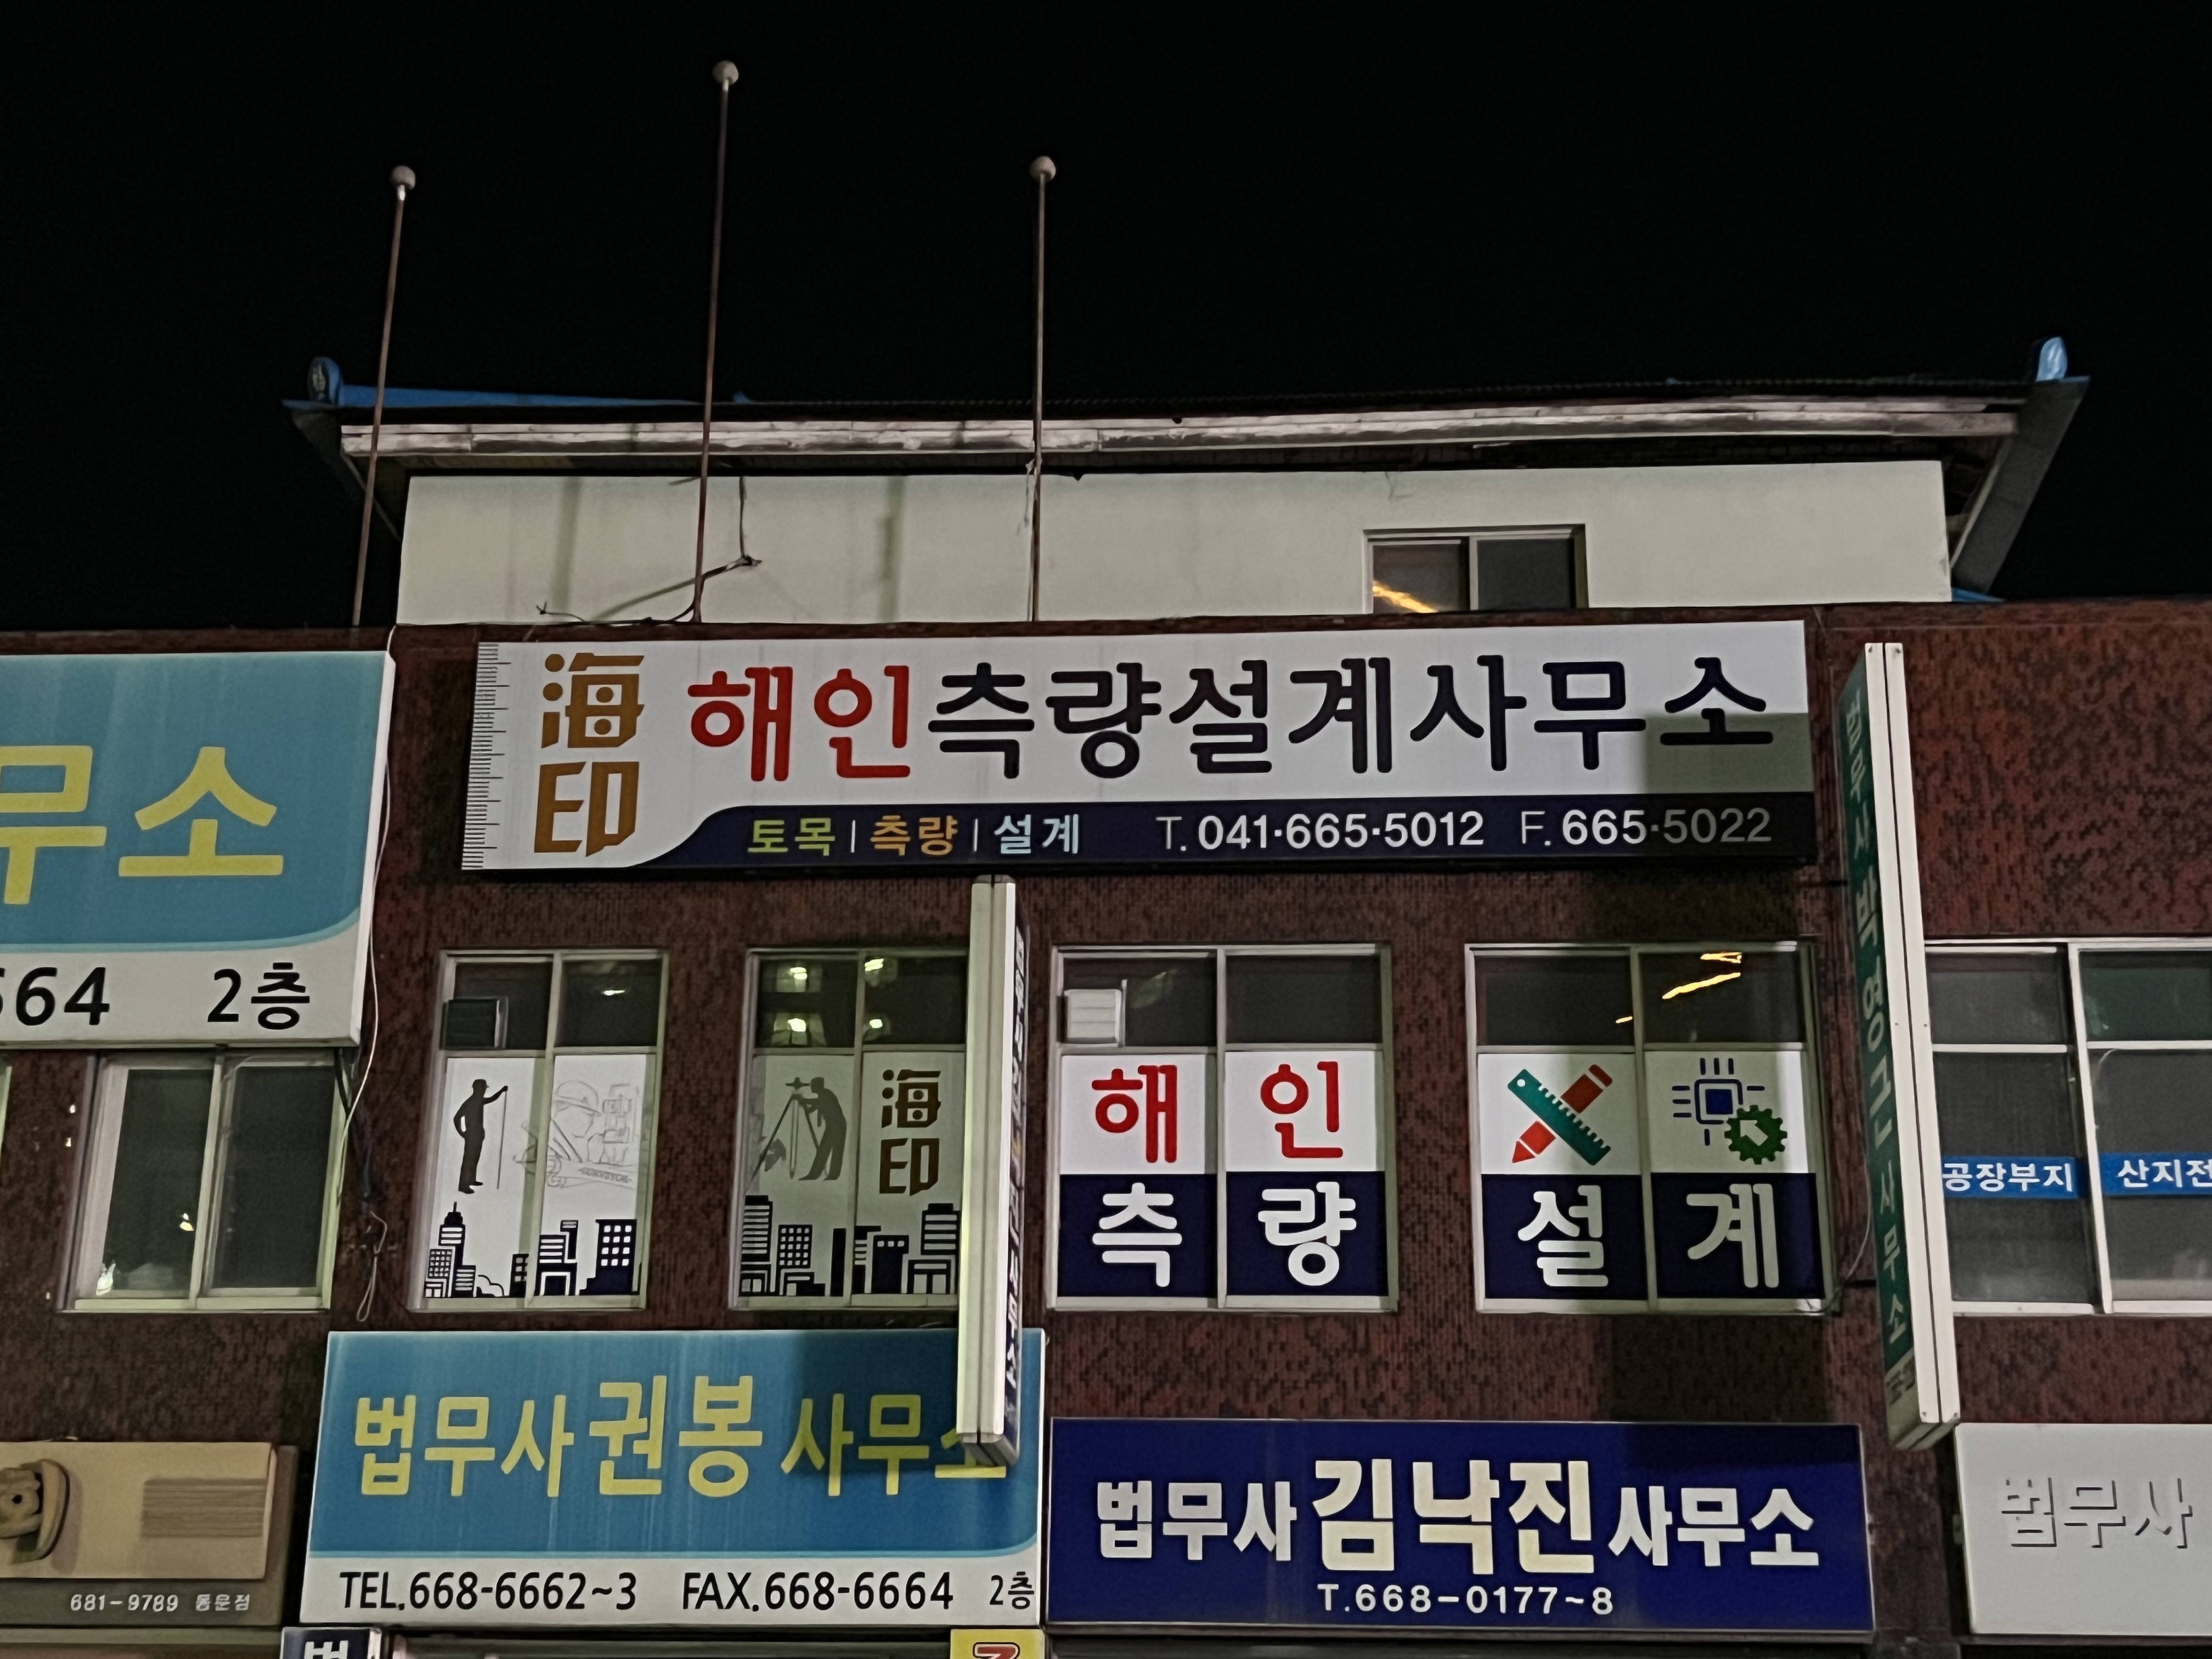 海印
해인측량설계사무소
토목 | 측량 | 설계 T. 041·665·5012 F. 665·5022
무소
664 2층
海印
해인
측량
설계
공장부지
산지전
법무사 권봉 사무소
TEL.668-6662~3 FAX.668-6664 2층
법무사 김낙진 사무소
T.668-0177~8
법무사
681-9789 동문점